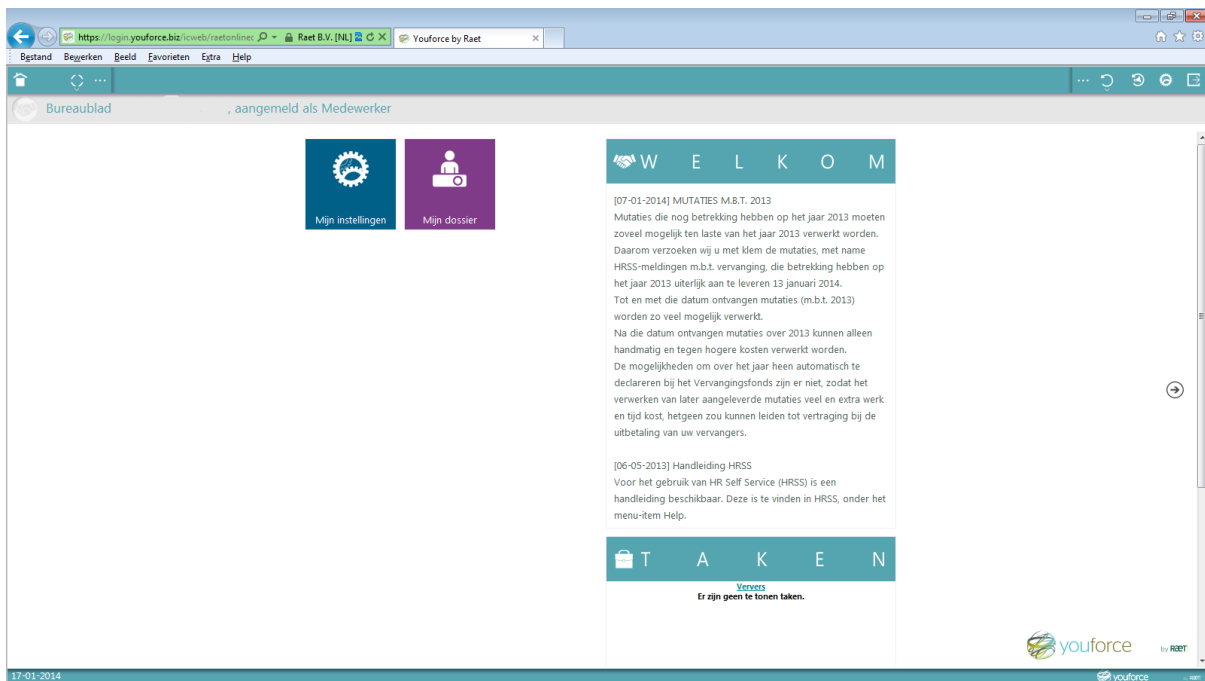 https://login.youforce.biz/icweb/raetonlinec
Raet B.V. [NL]
Youforce by Raet
Bestand Bewerken Beeld Favorieten Extra Help
Bureaublad , aangemeld als Medewerker
Mijn instellingen
Mijn dossier
WELKOM
[07-01-2014] MUTATIES M.B.T. 2013
Mutaties die nog betrekking hebben op het jaar 2013 moeten
zoveel mogelijk ten laste van het jaar 2013 verwerkt worden.
Daarom verzoeken wij u met klem de mutaties, met name
HRSS-meldingen m.b.t. vervanging, die betrekking hebben op
het jaar 2013 uiterlijk aan te leveren 13 januari 2014.
Tot en met die datum ontvangen mutaties (m.b.t. 2013)
worden zo veel mogelijk verwerkt.
Na die datum ontvangen mutaties over 2013 kunnen alleen
handmatig en tegen hogere kosten verwerkt worden.
De mogelijkheden om over het jaar heen automatisch te
declareren bij het Vervangingsfonds zijn er niet, zodat het
verwerken van later aangeleverde mutaties veel en extra werk
en tijd kost, hetgeen zou kunnen leiden tot vertraging bij de
uitbetaling van uw vervangers.
[06-05-2013] Handleiding HRSS
Voor het gebruik van HR Self Service (HRSS) is een
handleiding beschikbaar. Deze is te vinden in HRSS, onder het
menu-item Help.
TAKEN
Ververs
Er zijn geen te tonen taken.
youforce by Raet
17-01-2014
youforce